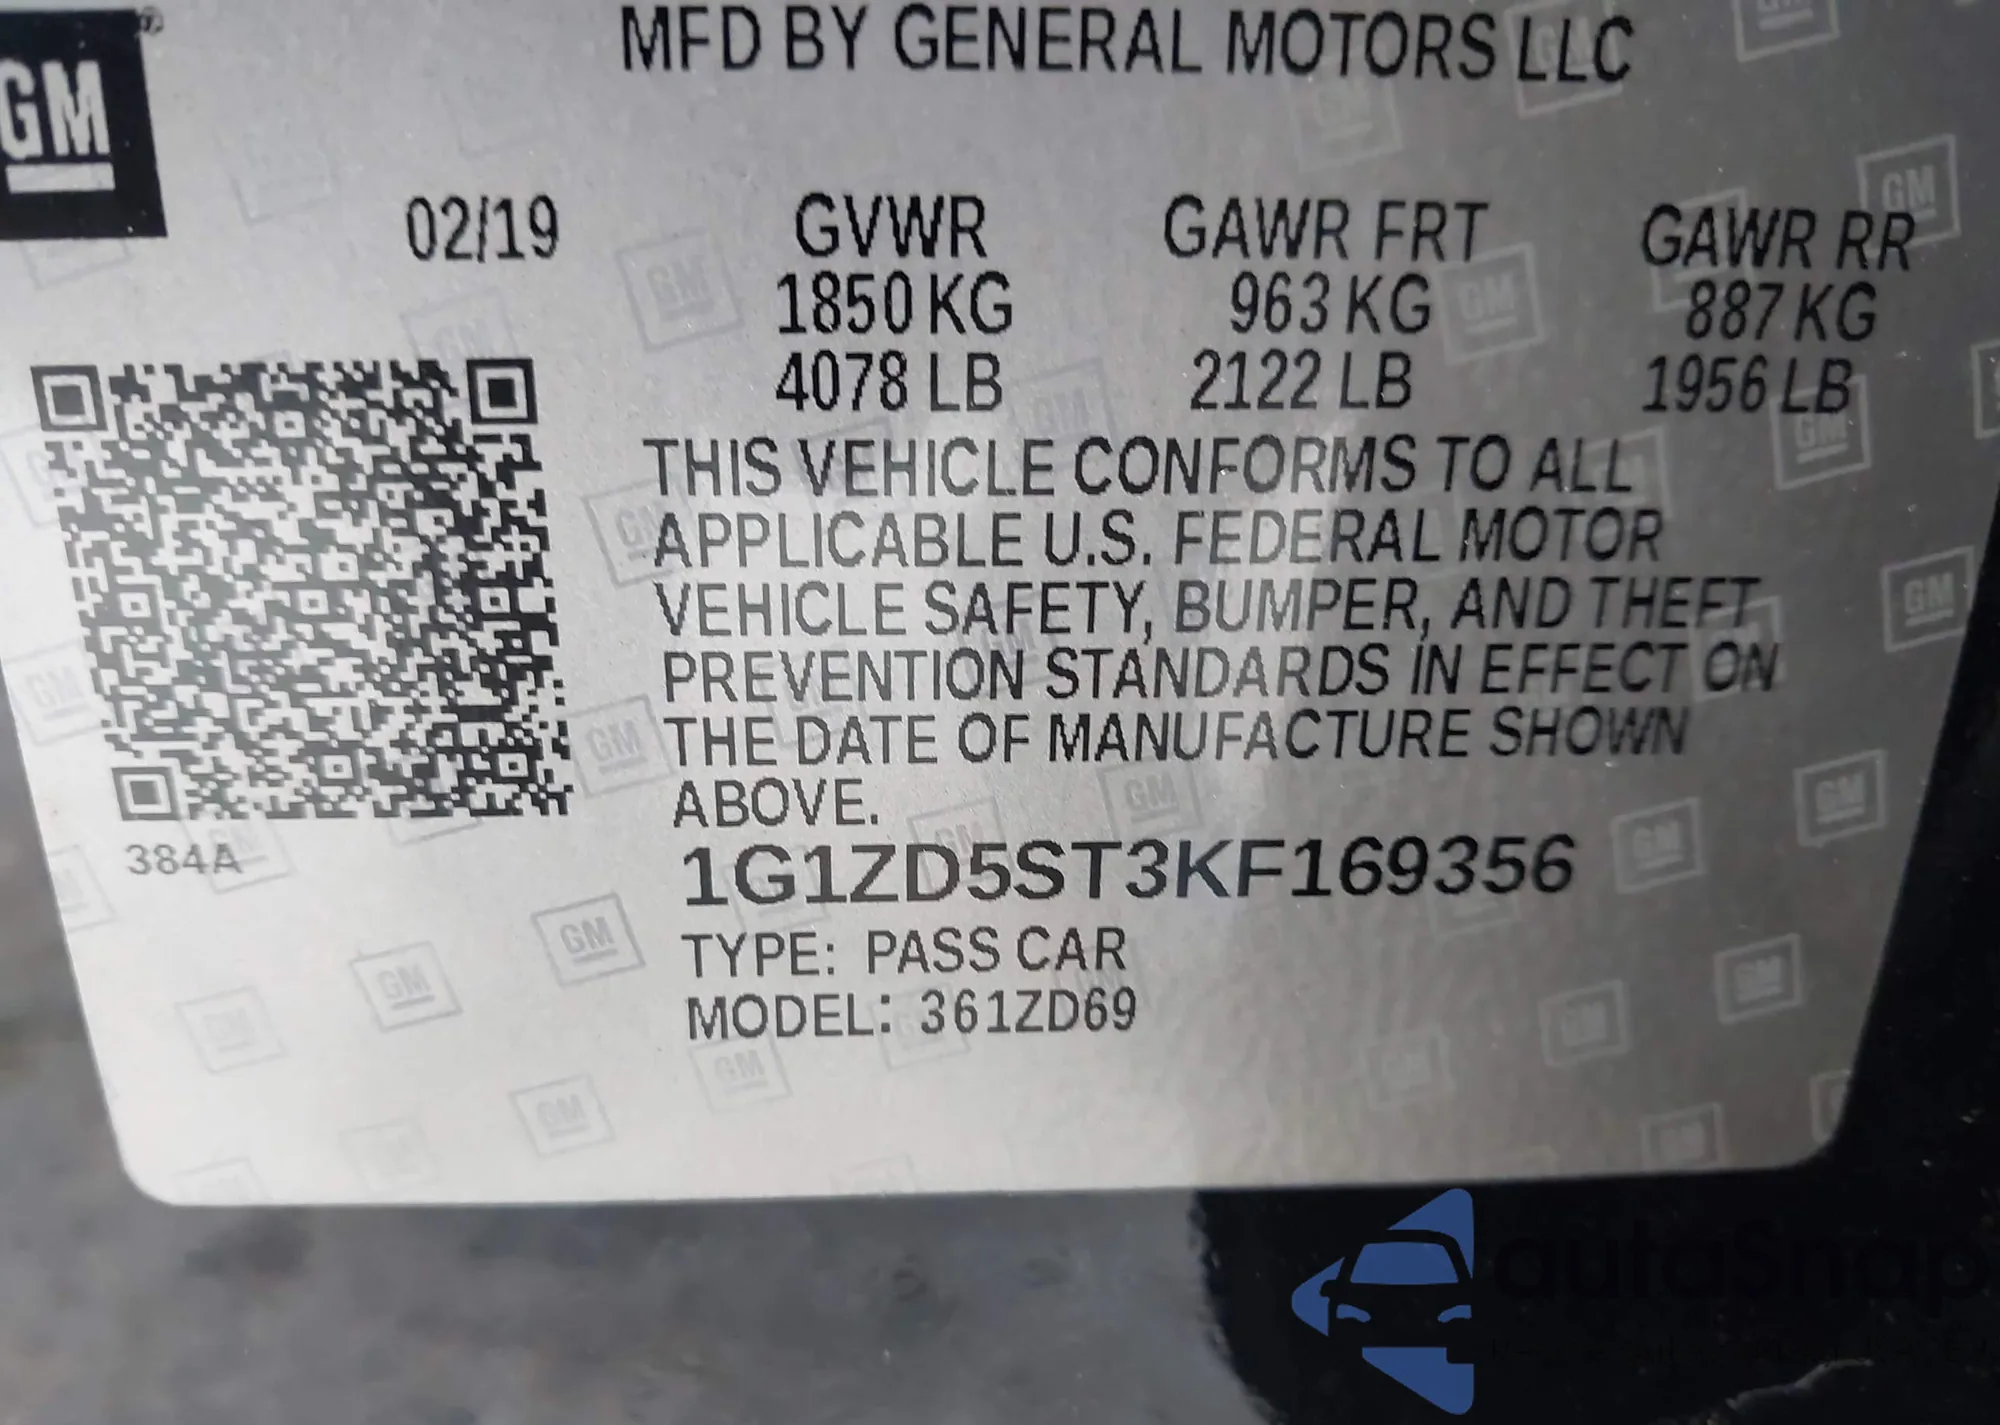 GM
MFD BY GENERAL MOTORS LLC
02/19
GVWR
1850 KG
4078 LB
GAWR FRT
963 KG
2122 LB
GAWR RR
887 KG
1956 LB
THIS VEHICLE CONFORMS TO ALL
APPLICABLE U.S. FEDERAL MOTOR
VEHICLE SAFETY, BUMPER, AND THEFT
PREVENTION STANDARDS IN EFFECT ON
THE DATE OF MANUFACTURE SHOWN
ABOVE.
384A
1G1ZD5ST3KF169356
TYPE: PASS CAR
MODEL: 361ZD69
autoSnap